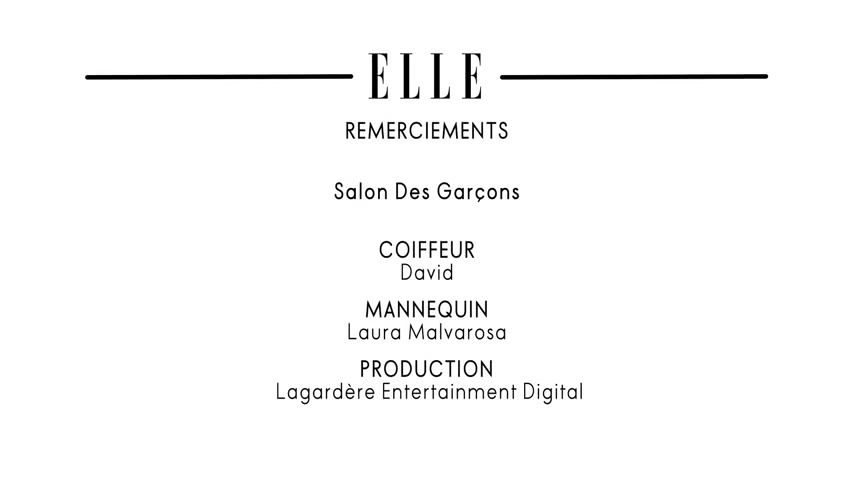 ELLE
REMERCIEMENTS
Salon Des Garçons
COIFFEUR
David
MANNEQUIN
Laura Malvarosa
PRODUCTION
Lagardère Entertainment Digital